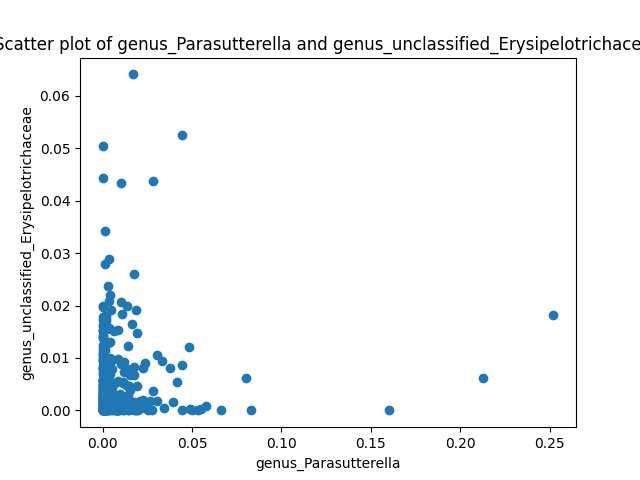 Scatter plot of genus_Parasutterella and genus_unclassified_Erysipelotrichace
genus_unclassified_Erysipelotrichaceae
0.06
0.05
0.04
0.03
0.02
0.01
0.00
0.00 0.05 0.10 0.15 0.20 0.25
genus_Parasutterella